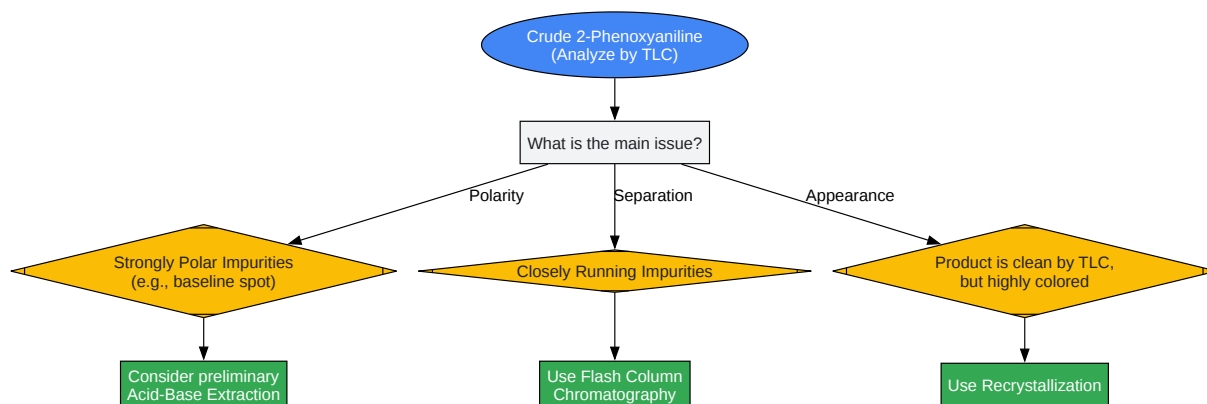 Crude 2-Phenoxyaniline
(Analyze by TLC)
What is the main issue?
Polarity
Separation
Appearance
Strongly Polar Impurities
(e.g., baseline spot)
Closely Running Impurities
Product is clean by TLC,
but highly colored
Consider preliminary
Acid-Base Extraction
Use Flash Column
Chromatography
Use Recrystallization